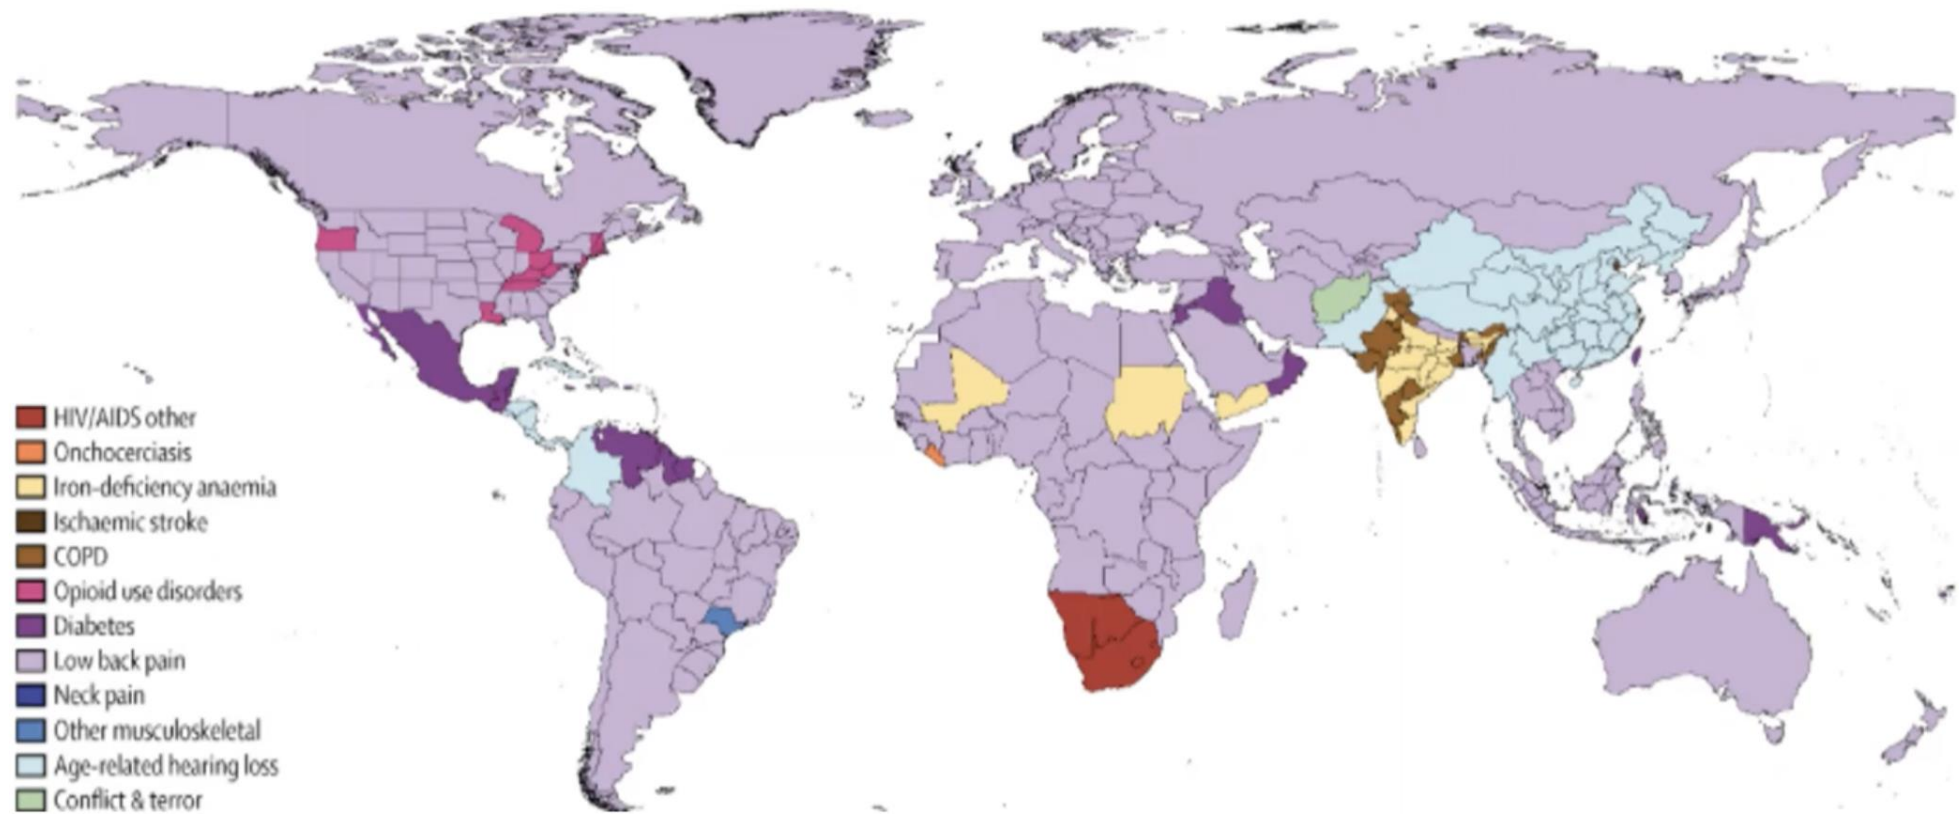 HIV/AIDS other
Onchocerciasis
Iron-deficiency anaemia
Ischaemic stroke
COPD
Opioid use disorders
Diabetes
Low back pain
Neck pain
Other musculoskeletal
Age-related hearing loss
Conflict & terror